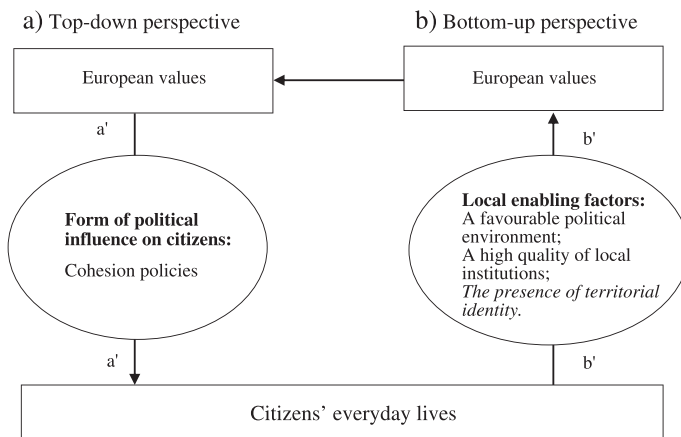 a) Top-down perspective
b) Bottom-up perspective
European values
European values
a'
b'
Form of political
influence on citizens:
Cohesion policies
Local enabling factors:
A favourable political
environment;
A high quality of local
institutions;
The presence of territorial
identity.
a'
b'
Citizens’ everyday lives